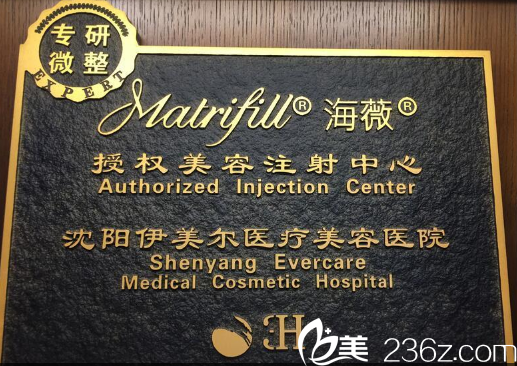 专研
微整
EXPERT
Matrifill® 海薇®
授权美容注射中心
Authorized Injection Center
沈阳伊美尔医疗美容医院
Shenyang Evercare
Medical Cosmetic Hospital
3H
美 236z.com